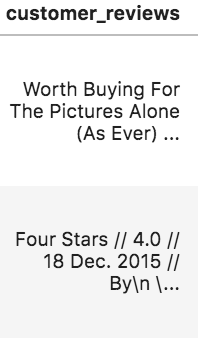 customer_reviews
Worth Buying For
The Pictures Alone
(As Ever) ...
Four Stars // 4.0 //
18 Dec. 2015 //
By\n \...